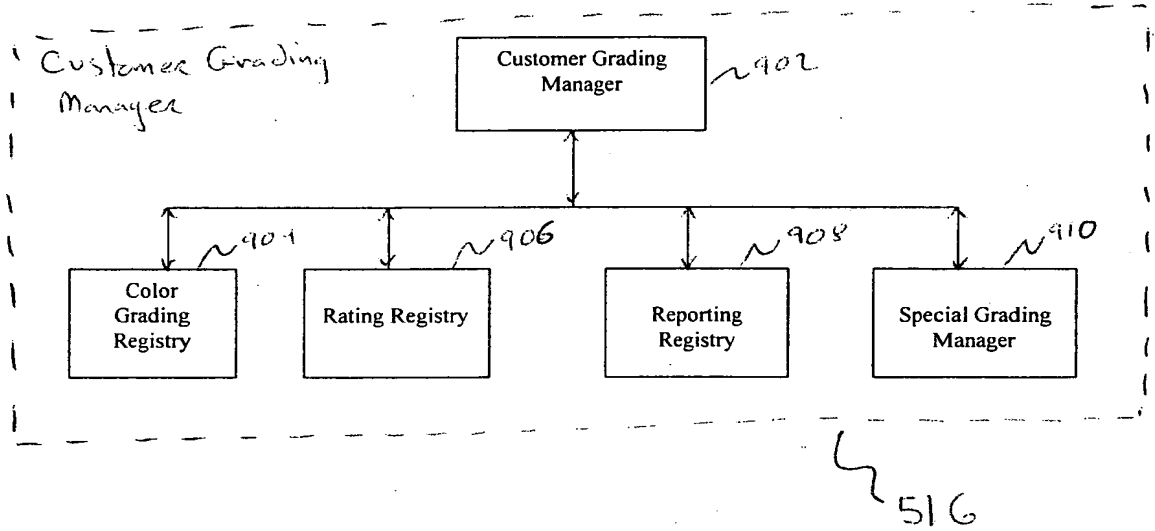 Customer Grading
Manager
Customer Grading
Manager
902
904
906
908
910
Color
Grading
Registry
Rating Registry
Reporting
Registry
Special Grading
Manager
516